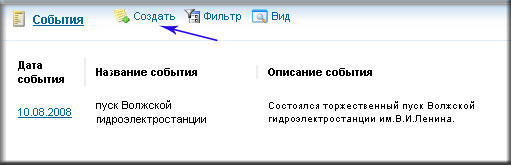 События Создать Фильтр Вид
Дата события Название события Описание события
10.08.2008 пуск Волжской гидроэлектростанции Состоялся торжественный пуск Волжской гидроэлектростанции им.В.И.Ленина.